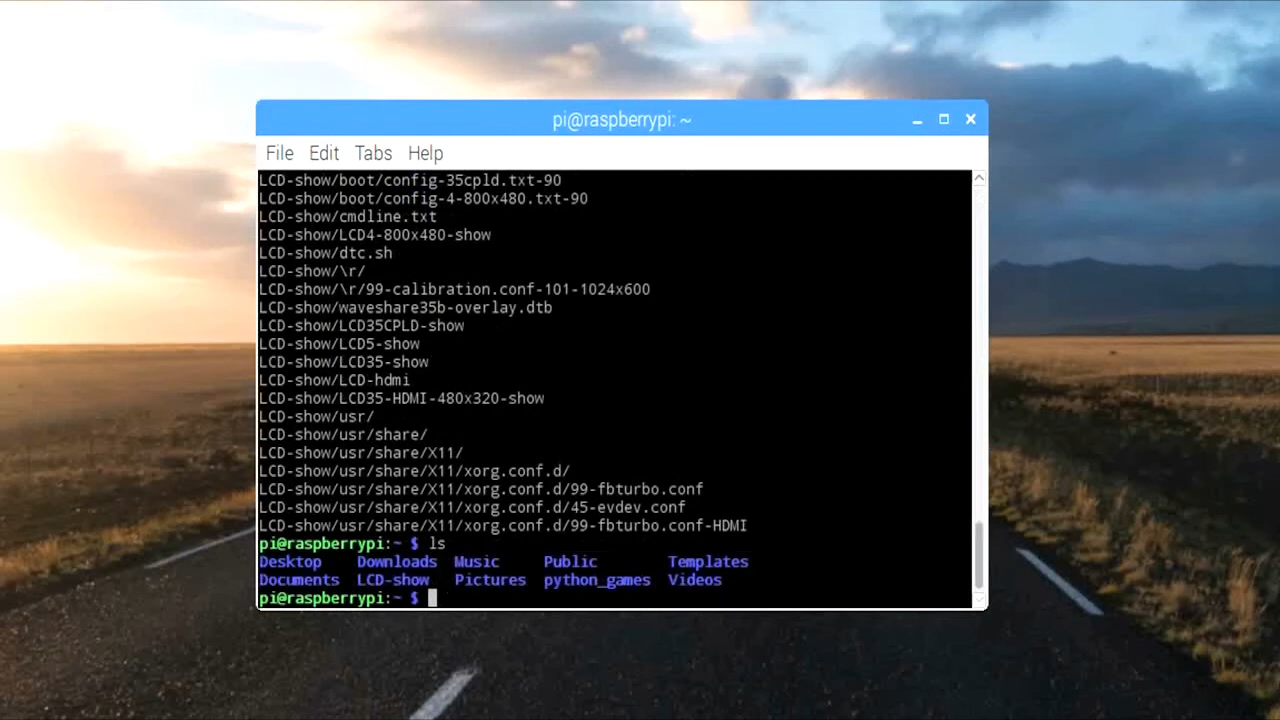 pi@raspberrypi: ~
File Edit Tabs Help
LCD-show/boot/config-35cpld.txt-90
LCD-show/boot/config-4-800x480.txt-90
LCD-show/cmdline.txt
LCD-show/LCD4-800x480-show
LCD-show/dtc.sh
LCD-show/\r/
LCD-show/\r/99-calibration.conf-101-1024x600
LCD-show/waveshare35b-overlay.dtb
LCD-show/LCD35CPLD-show
LCD-show/LCD5-show
LCD-show/LCD35-show
LCD-show/LCD-hdmi
LCD-show/LCD35-HDMI-480x320-show
LCD-show/usr/
LCD-show/usr/share/
LCD-show/usr/share/X11/
LCD-show/usr/share/X11/xorg.conf.d/
LCD-show/usr/share/X11/xorg.conf.d/99-fbturbo.conf
LCD-show/usr/share/X11/xorg.conf.d/45-evdev.conf
LCD-show/usr/share/X11/xorg.conf.d/99-fbturbo.conf-HDMI
pi@raspberrypi:~ $ ls
Desktop Downloads Music Public Templates
Documents LCD-show Pictures python_games Videos
pi@raspberrypi:~ $